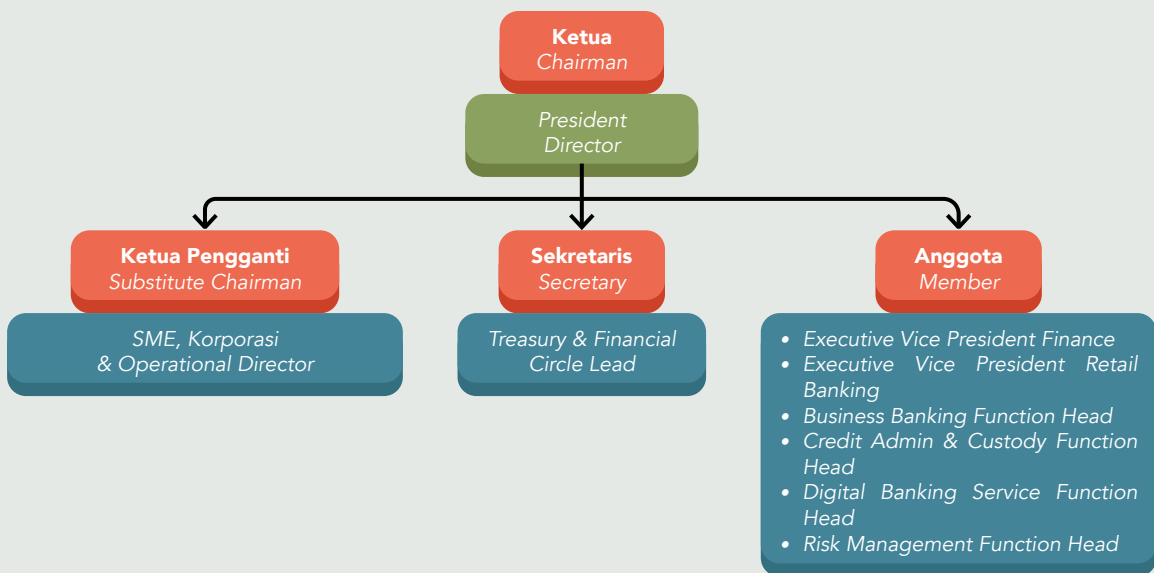 Ketua
Chairman
President
Director
Ketua Pengganti
Substitute Chairman
SME, Korporasi
& Operational Director
Sekretaris
Secretary
Treasury & Financial
Circle Lead
Anggota
Member
• Executive Vice President Finance
• Executive Vice President Retail
Banking
• Business Banking Function Head
• Credit Admin & Custody Function
Head
• Digital Banking Service Function
Head
• Risk Management Function Head